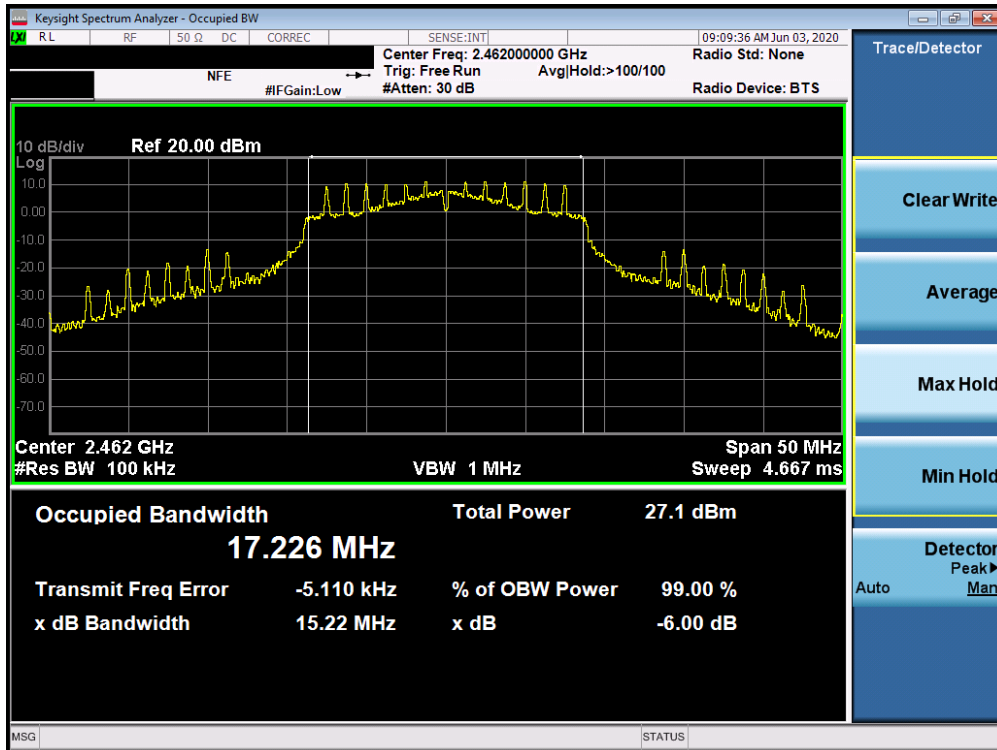 Keysight Spectrum Analyzer - Occupied BW
LXI RL RF 50 Ω DC CORREC SENSE:INT 09:09:36 AM Jun 03, 2020
NFE
#IFGain:Low
Center Freq: 2.462000000 GHz
Trig: Free Run Avg|Hold:>100/100
#Atten: 30 dB
Radio Std: None
Radio Device: BTS
10 dB/div Ref 20.00 dBm
Log
10.0
0.00
-10.0
-20.0
-30.0
-40.0
-50.0
-60.0
-70.0
Center 2.462 GHz Span 50 MHz
#Res BW 100 kHz VBW 1 MHz Sweep 4.667 ms
Occupied Bandwidth Total Power 27.1 dBm
17.226 MHz
Transmit Freq Error -5.110 kHz % of OBW Power 99.00 %
x dB Bandwidth 15.22 MHz x dB -6.00 dB
Trace/Detector
Clear Write
Average
Max Hold
Min Hold
Detector
Peak▶
Auto Man
MSG STATUS